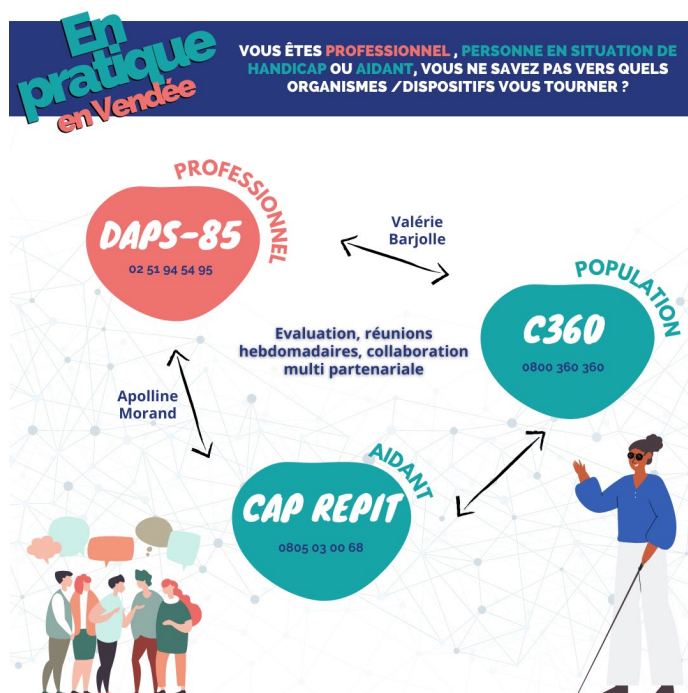 En
pratique
en Vendée
VOUS ÊTES PROFESSIONNEL , PERSONNE EN SITUATION DE
HANDICAP OU AIDANT, VOUS NE SAVEZ PAS VERS QUELS
ORGANISMES /DISPOSITIFS VOUS TOURNER ?
PROFESSIONNEL
DAPS-85
02 51 94 54 95
Valérie
Barjolle
POPULATION
C360
0800 360 360
Evaluation, réunions
hebdomadaires, collaboration
multi partenariale
Apolline
Morand
AIDANT
CAP REPIT
0805 03 00 68